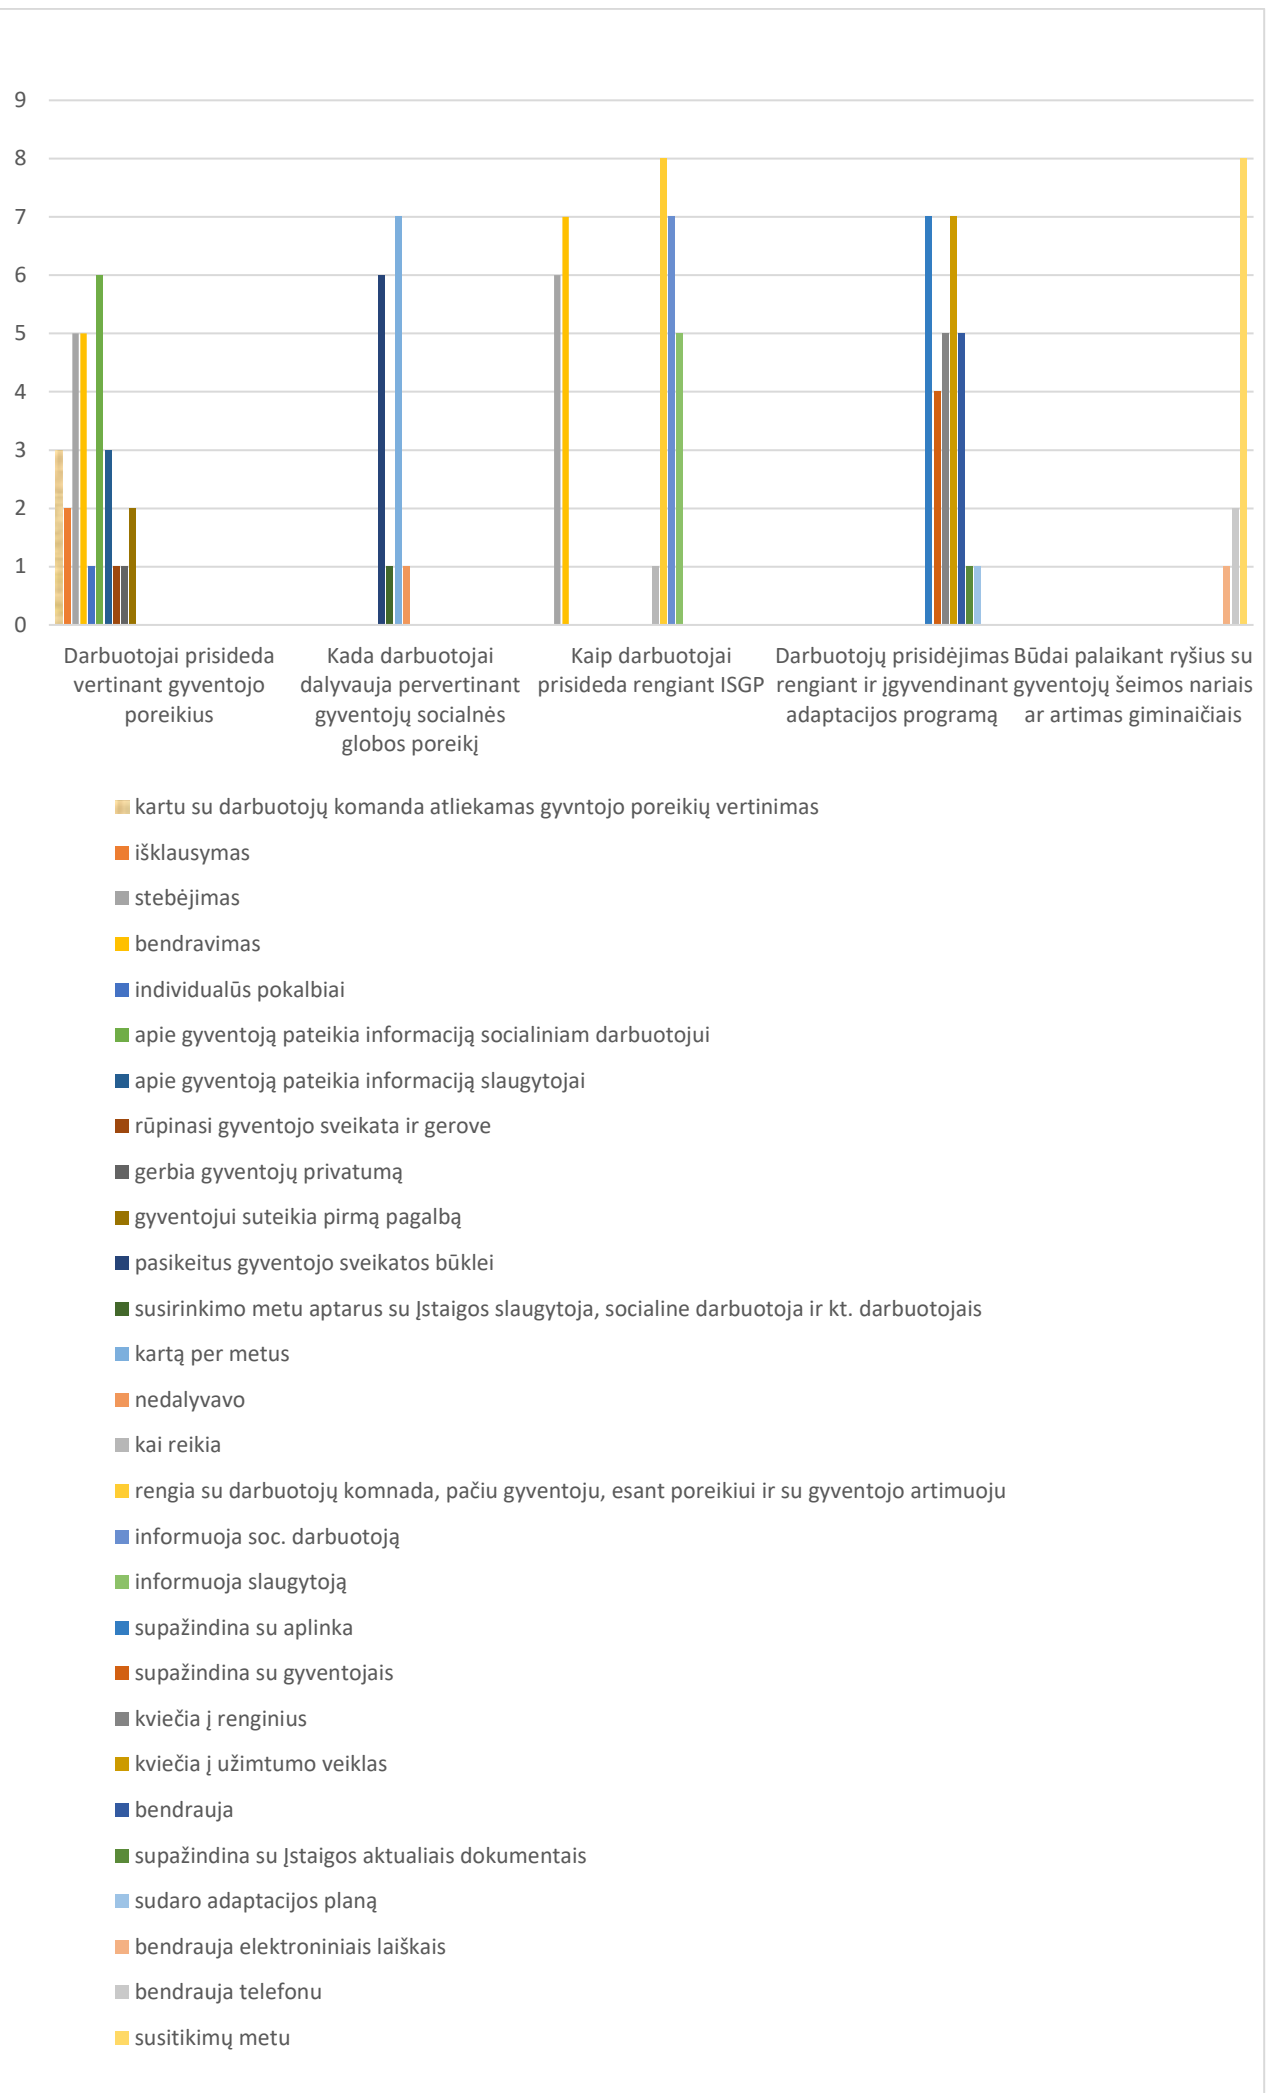 9
8
7
6
5
4
3
2
1
0
Darbuotojai prisideda
vertinant gyventojo
poreikius
Kada darbuotojai
dalyvauja pervertinant
gyventojų socialnės
globos poreikį
Kaip darbuotojai
prisideda rengiant ISGP
Darbuotojų prisidėjimas
rengiant ir įgyvendinant
adaptacijos programą
Būdai palaikant ryšius su
gyventojų šeimos nariais
ar artimas giminaičiais
kartu su darbuotojų komanda atliekamas gyvntojo poreikių vertinimas
išklausymas
stebėjimas
bendravimas
individualūs pokalbiai
apie gyventoją pateikia informaciją socialiniam darbuotojui
apie gyventoją pateikia informaciją slaugytojai
rūpinasi gyventojo sveikata ir gerove
gerbia gyventojų privatumą
gyventojui suteikia pirmą pagalbą
pasikeitus gyventojo sveikatos būklei
susirinkimo metu aptarus su Įstaigos slaugytoja, socialine darbuotoja ir kt. darbuotojais
kartą per metus
nedalyvavo
kai reikia
rengia su darbuotojų komnada, pačiu gyventoju, esant poreikiui ir su gyventojo artimuoju
informuoja soc. darbuotoją
informuoja slaugytoją
supažindina su aplinka
supažindina su gyventojais
kviečia į renginius
kviečia į užimtumo veiklas
bendrauja
supažindina su Įstaigos aktualiais dokumentais
sudaro adaptacijos planą
bendrauja elektroniniais laiškais
bendrauja telefonu
susitikimų metu